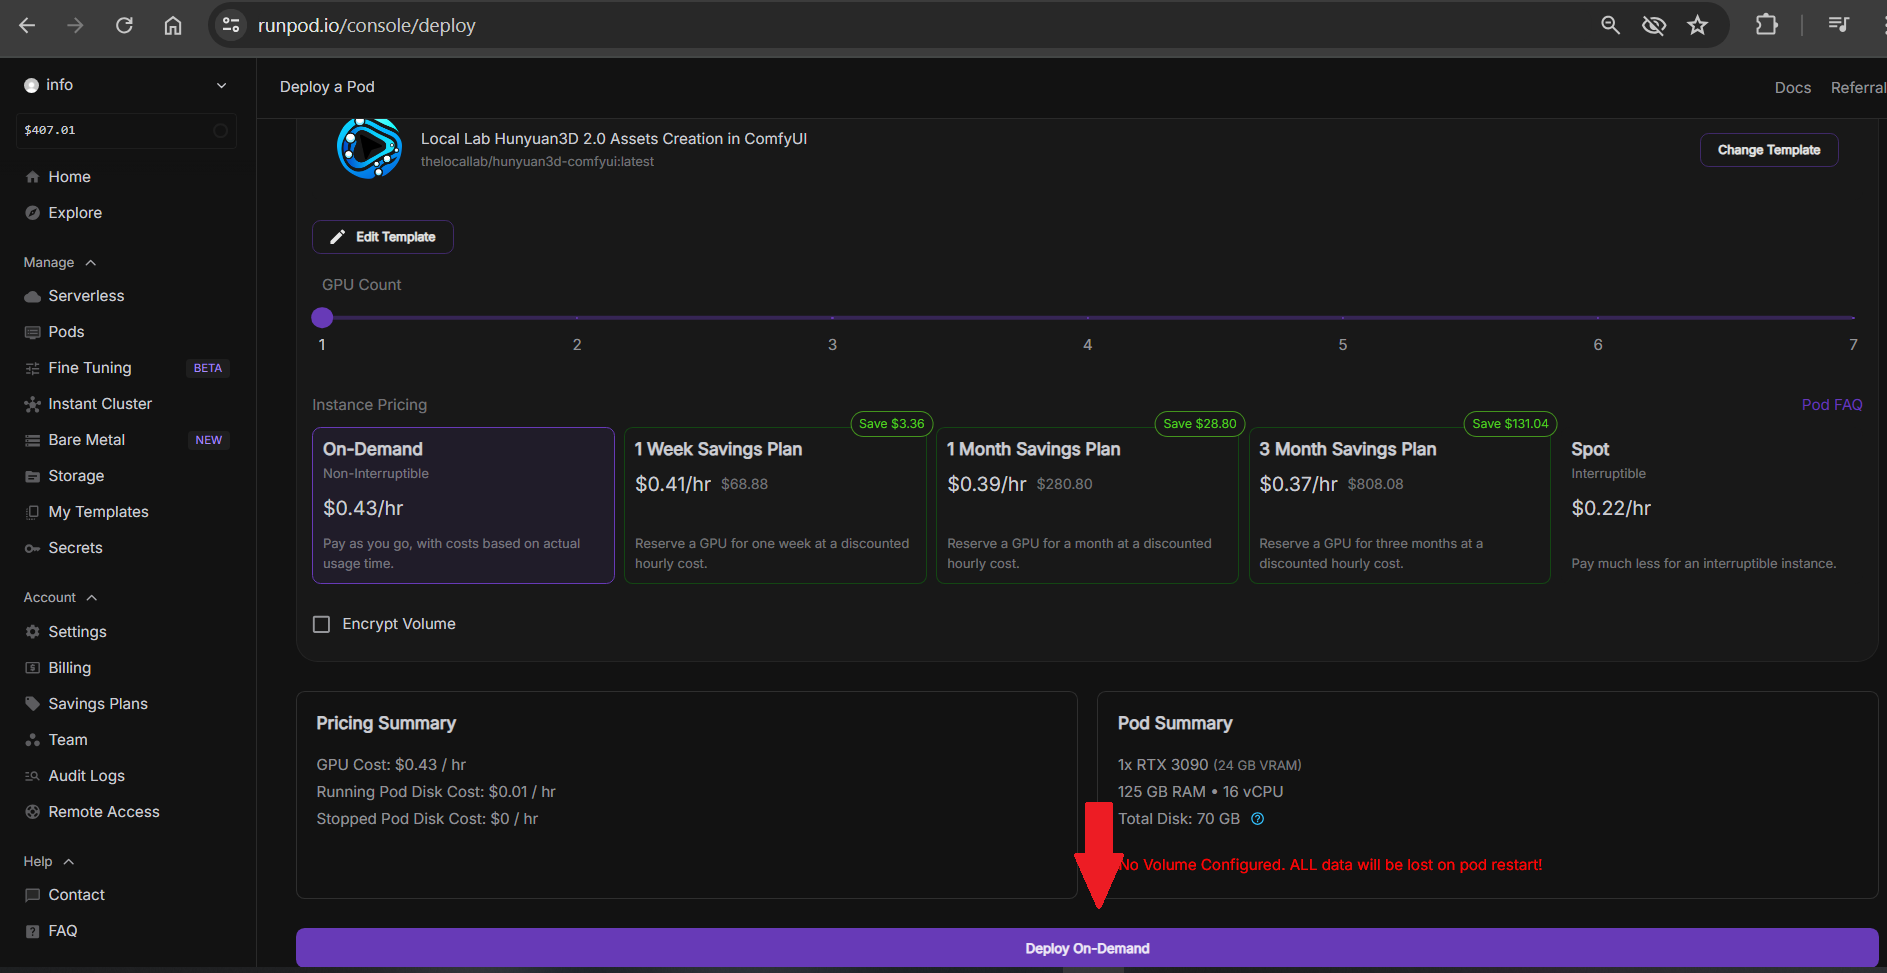 runpod.io/console/deploy
info
$407.01
Home
Explore
Manage
Serverless
Pods
Fine Tuning BETA
Instant Cluster
Bare Metal NEW
Storage
My Templates
Secrets
Account
Settings
Billing
Savings Plans
Team
Audit Logs
Remote Access
Help
Contact
FAQ
Deploy a Pod
Docs Referral
Local Lab Hunyuan3D 2.0 Assets Creation in ComfyUI
thelocallab/hunyuan3d-comfyui:latest
Change Template
Edit Template
GPU Count
1 2 3 4 5 6 7
Instance Pricing
Pod FAQ
On-Demand
Non-Interruptible
$0.43/hr
Pay as you go, with costs based on actual
usage time.
Save $3.36
1 Week Savings Plan
$0.41/hr $68.88
Reserve a GPU for one week at a discounted
hourly cost.
Save $28.80
1 Month Savings Plan
$0.39/hr $280.80
Reserve a GPU for a month at a discounted
hourly cost.
Save $131.04
3 Month Savings Plan
$0.37/hr $808.08
Reserve a GPU for three months at a
discounted hourly cost.
Spot
Interruptible
$0.22/hr
Pay much less for an interruptible instance.
Encrypt Volume
Pricing Summary
GPU Cost: $0.43 / hr
Running Pod Disk Cost: $0.01 / hr
Stopped Pod Disk Cost: $0 / hr
Pod Summary
1x RTX 3090 (24 GB VRAM)
125 GB RAM • 16 vCPU
Total Disk: 70 GB
No Volume Configured. ALL data will be lost on pod restart!
Deploy On-Demand